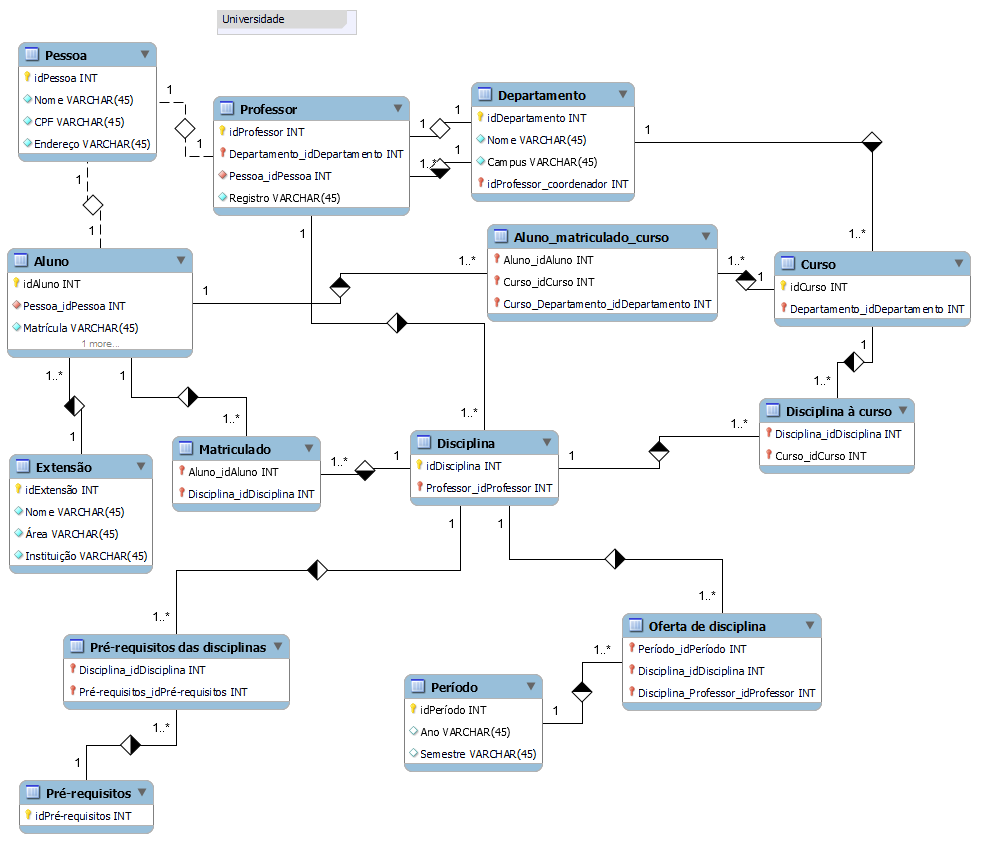 Universidade
Pessoa
idPessoa INT
Nome VARCHAR(45)
CPF VARCHAR(45)
Endereço VARCHAR(45)
1
1
Professor
idProfessor INT
Departamento_idDepartamento INT
Pessoa_idPessoa INT
Registro VARCHAR(45)
1
1
1..*
1
Departamento
idDepartamento INT
Nome VARCHAR(45)
Campus VARCHAR(45)
idProfessor_coordenador INT
1
1..*
1
1
Aluno
idAluno INT
Pessoa_idPessoa INT
Matrícula VARCHAR(45)
1 more...
1
1..*
Aluno_matriculado_curso
Aluno_idAluno INT
Curso_idCurso INT
Curso_Departamento_idDepartamento INT
1..*
1
Curso
idCurso INT
Departamento_idDepartamento INT
1
1..*
1
1..*
Disciplina à curso
Disciplina_idDisciplina INT
Curso_idCurso INT
1..*
1
1..*
1
Extensão
idExtensão INT
Nome VARCHAR(45)
Área VARCHAR(45)
Instituição VARCHAR(45)
1
1..*
Matriculado
Aluno_idAluno INT
Disciplina_idDisciplina INT
1..*
1
Disciplina
idDisciplina INT
Professor_idProfessor INT
1
1
1..*
1..*
Pré-requisitos das disciplinas
Disciplina_idDisciplina INT
Pré-requisitos_idPré-requisitos INT
1..*
1
Pré-requisitos
idPré-requisitos INT
Oferta de disciplina
Período_idPeríodo INT
Disciplina_idDisciplina INT
Disciplina_Professor_idProfessor INT
1..*
1
Período
idPeríodo INT
Ano VARCHAR(45)
Semestre VARCHAR(45)